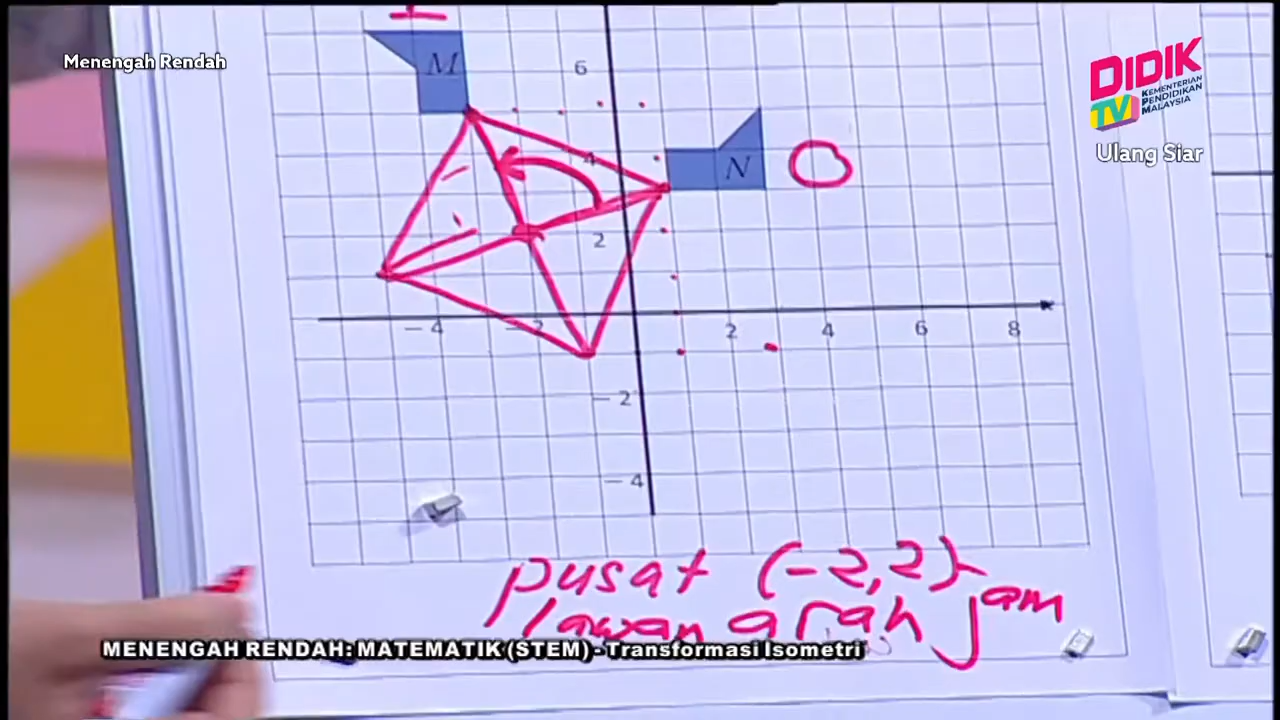 I
Menengah Rendah
M
6
DIDIK
TV
KEMENTERIAN
PENDIDIKAN
MALAYSIA
Ulang Siar
4
N
O
2
-4
-2
2
4
6
8
-2
-4
pusat (-2,2)
lawan arah jam
MENENGAH RENDAH: MATEMATIK (STEM) - Transformasi Isometri